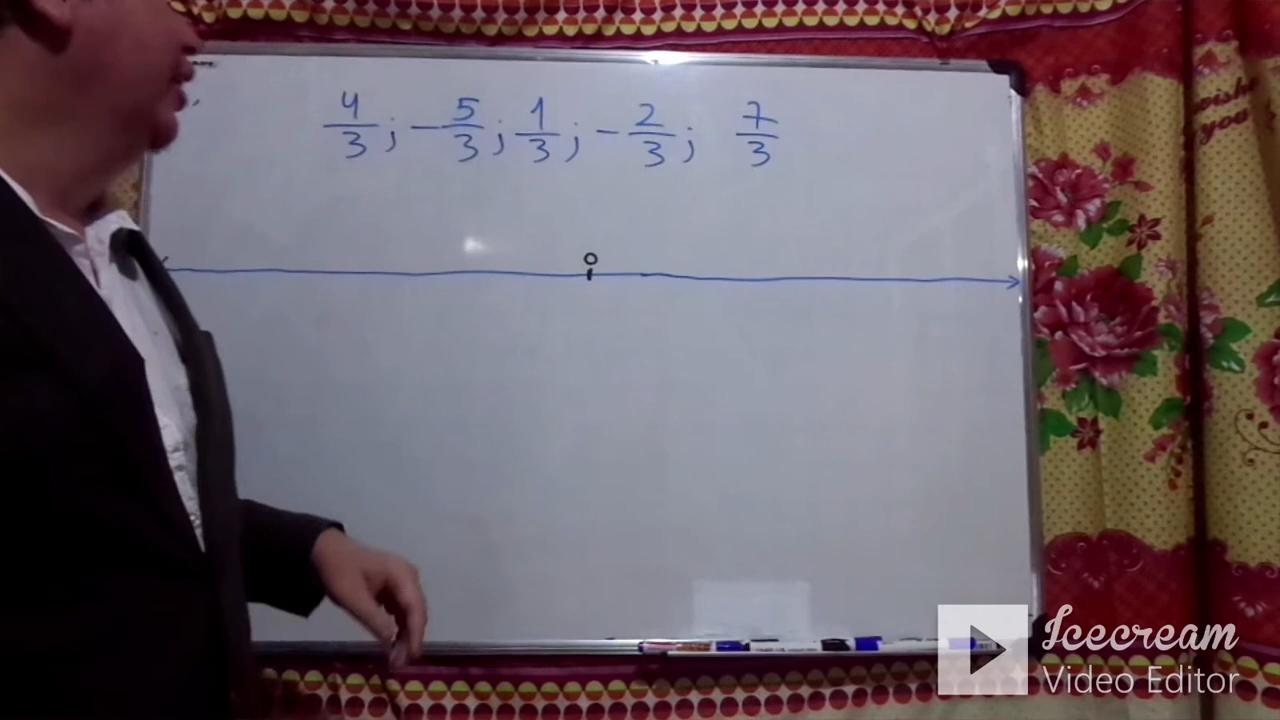 4/3 ; -5/3 ; 1/3 ; -2/3 ; 7/3
0
Icecream
Video Editor